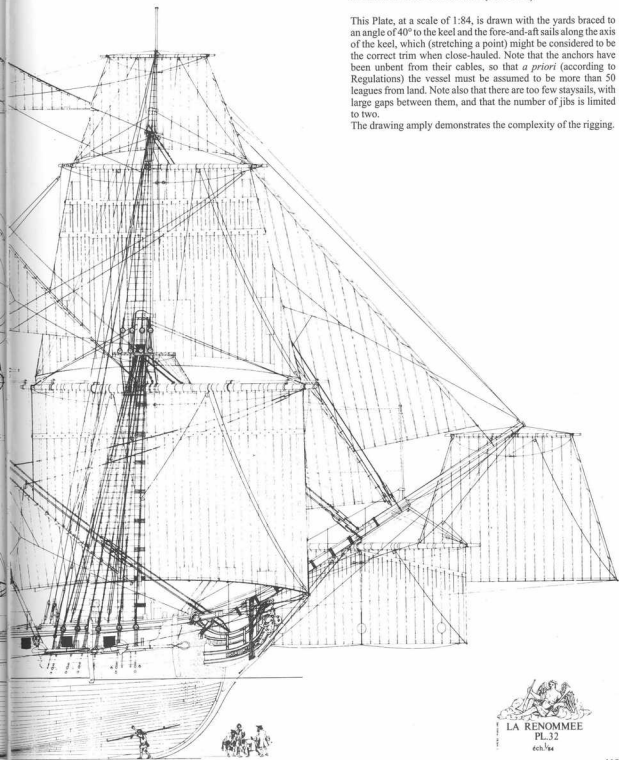 This Plate, at a scale of 1:84, is drawn with the yards braced to
an angle of 40° to the keel and the fore-and-aft sails along the axis
of the keel, which (stretching a point) might be considered to be
the correct trim when close-hauled. Note that the anchors have
been unbent from their cables, so that a priori (according to
Regulations) the vessel must be assumed to be more than 50
leagues from land. Note also that there are too few staysails, with
large gaps between them, and that the number of jibs is limited
to two.
The drawing amply demonstrates the complexity of the rigging.
LA RENOMMEE
PL.32
éch.1/84